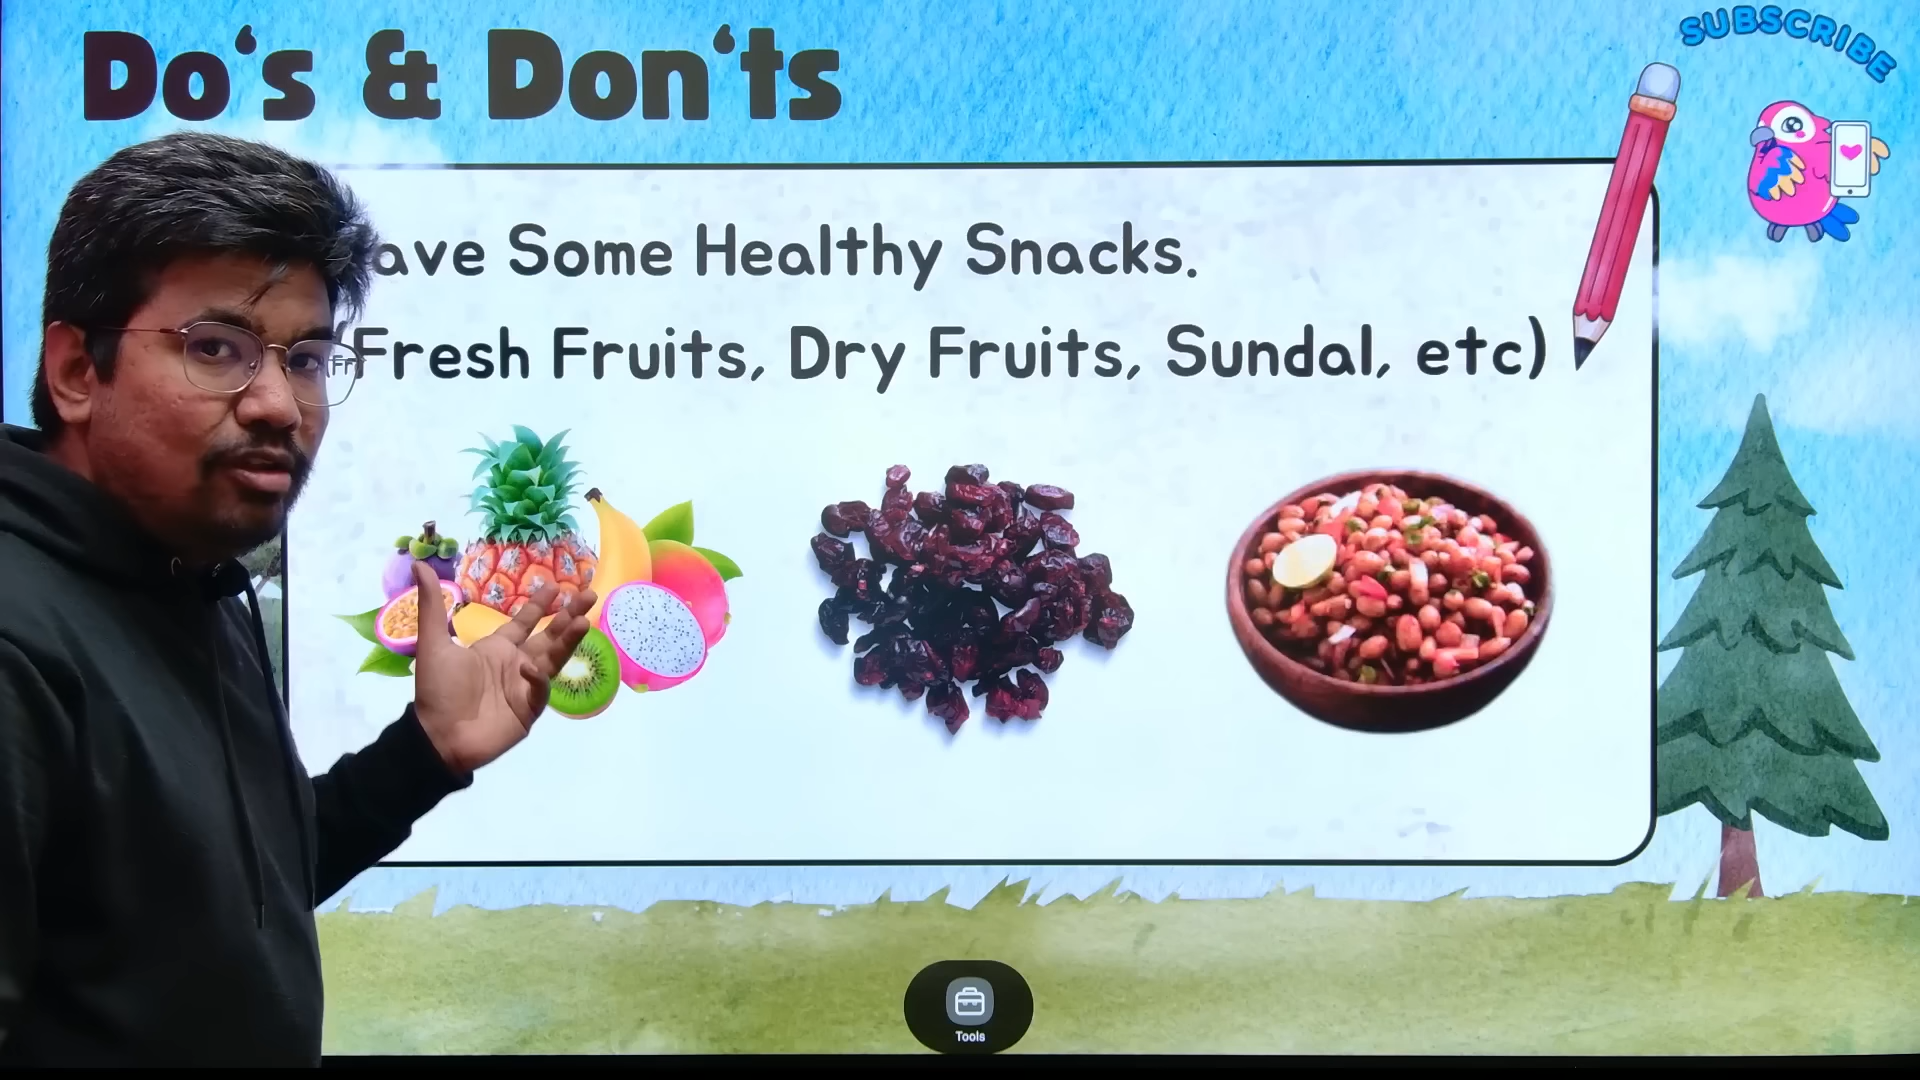 Do's & Don'ts
SUBSCRIBE
ave Some Healthy Snacks.
(Fresh Fruits, Dry Fruits, Sundal, etc)
Tools